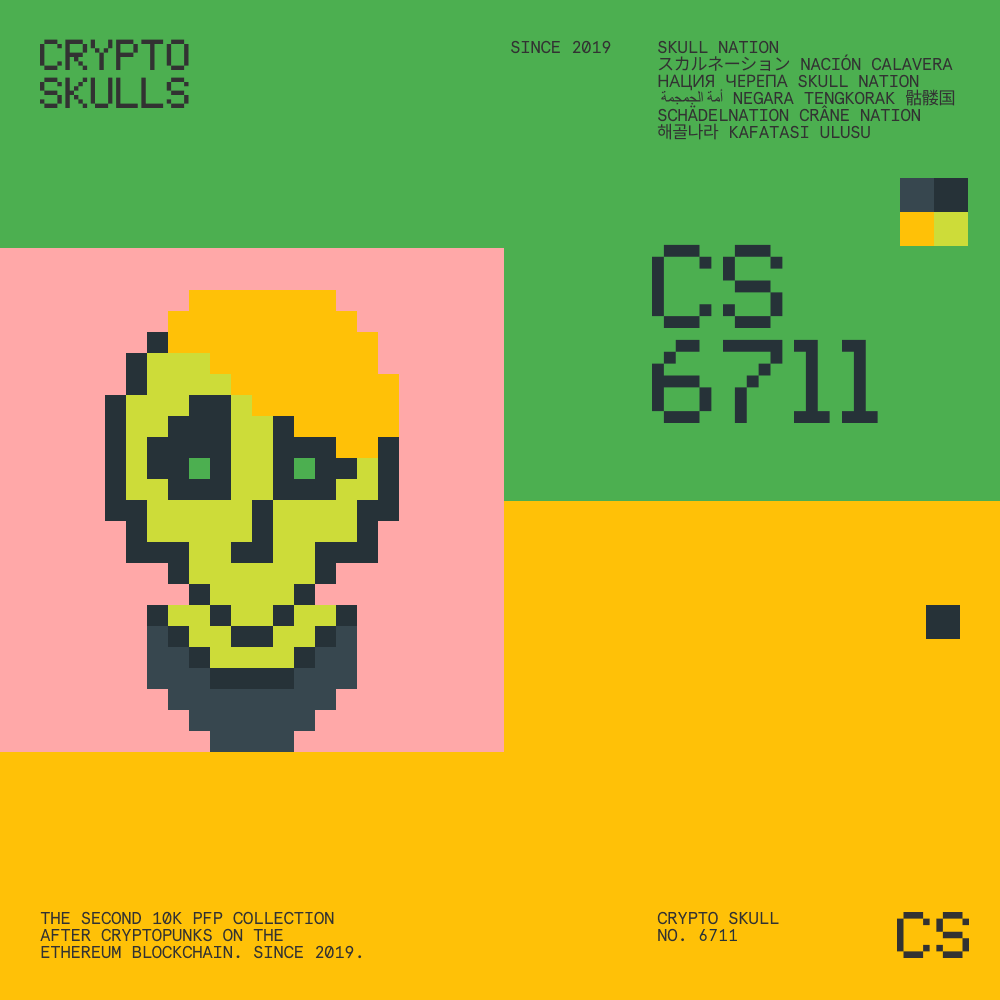 CRYPTO
SKULLS
SINCE 2019
SKULL NATION
スカルネーション NACIÓN CALAVERA
НАЦИЯ ЧЕРЕПА SKULL NATION
أمة الجمجمة NEGARA TENGKORAK 骷髅国
SCHÄDELNATION CRÂNE NATION
해골나라 KAFATASI ULUSU
CS
6711
THE SECOND 10K PFP COLLECTION
AFTER CRYPTOPUNKS ON THE
ETHEREUM BLOCKCHAIN. SINCE 2019.
CRYPTO SKULL
NO. 6711
CS